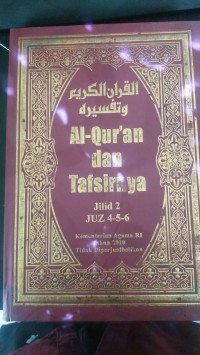 القرآن الكريم
وتفسيره
Al-Qur'an
dan
Tafsirnya
Jilid 2
JUZ 4-5-6
Kementerian Agama RI
Tahun 2010
Tidak Diperjualbelikan